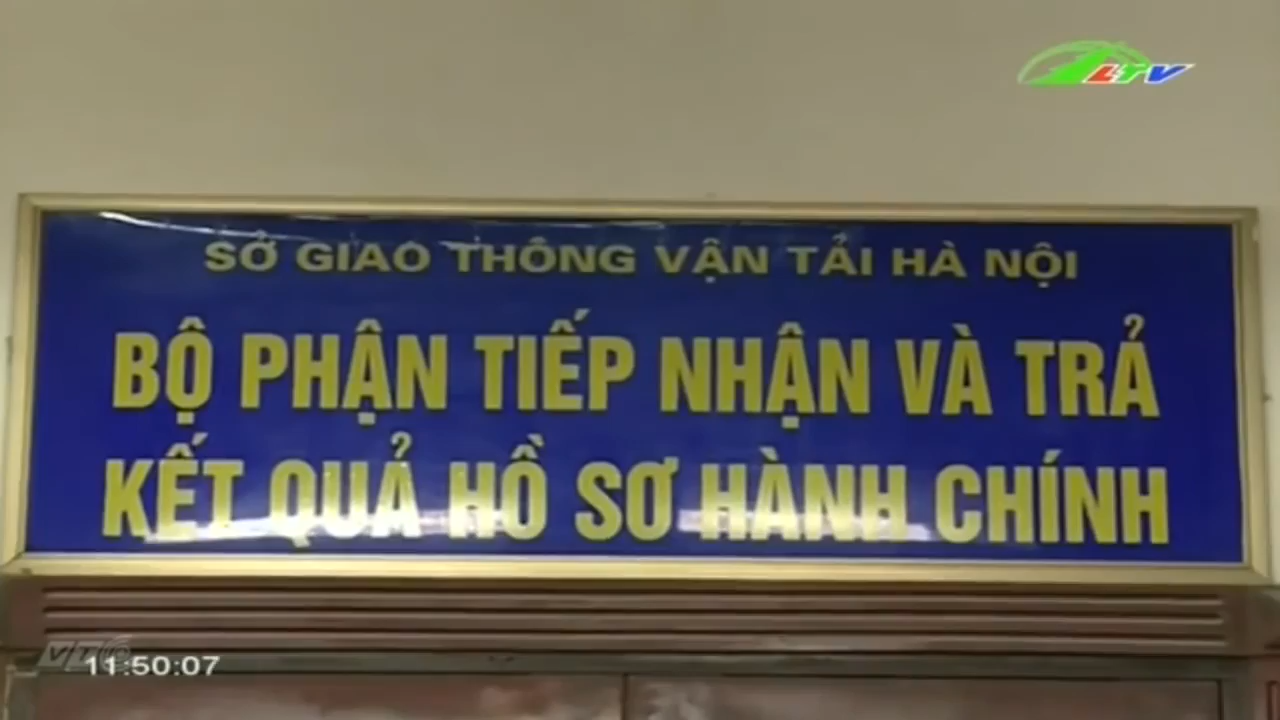 LTV
SỞ GIAO THÔNG VẬN TẢI HÀ NỘI
BỘ PHẬN TIẾP NHẬN VÀ TRẢ
KẾT QUẢ HỒ SƠ HÀNH CHÍNH
VTC
11:50:07